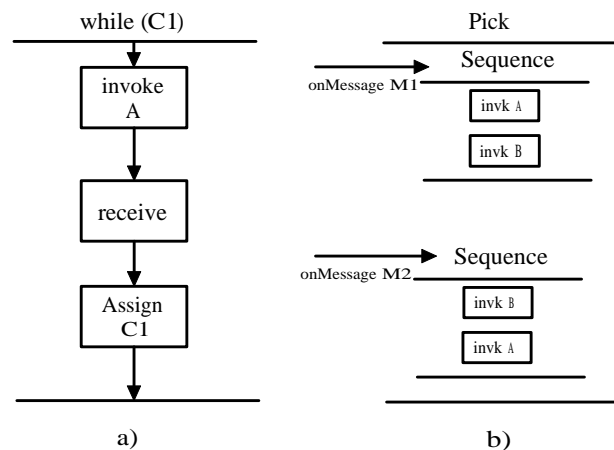 while (C1)
invoke
A
receive
Assign
C1
a)
Pick
Sequence
onMessage M1
invk A
invk B
Sequence
onMessage M2
invk B
invk A
b)